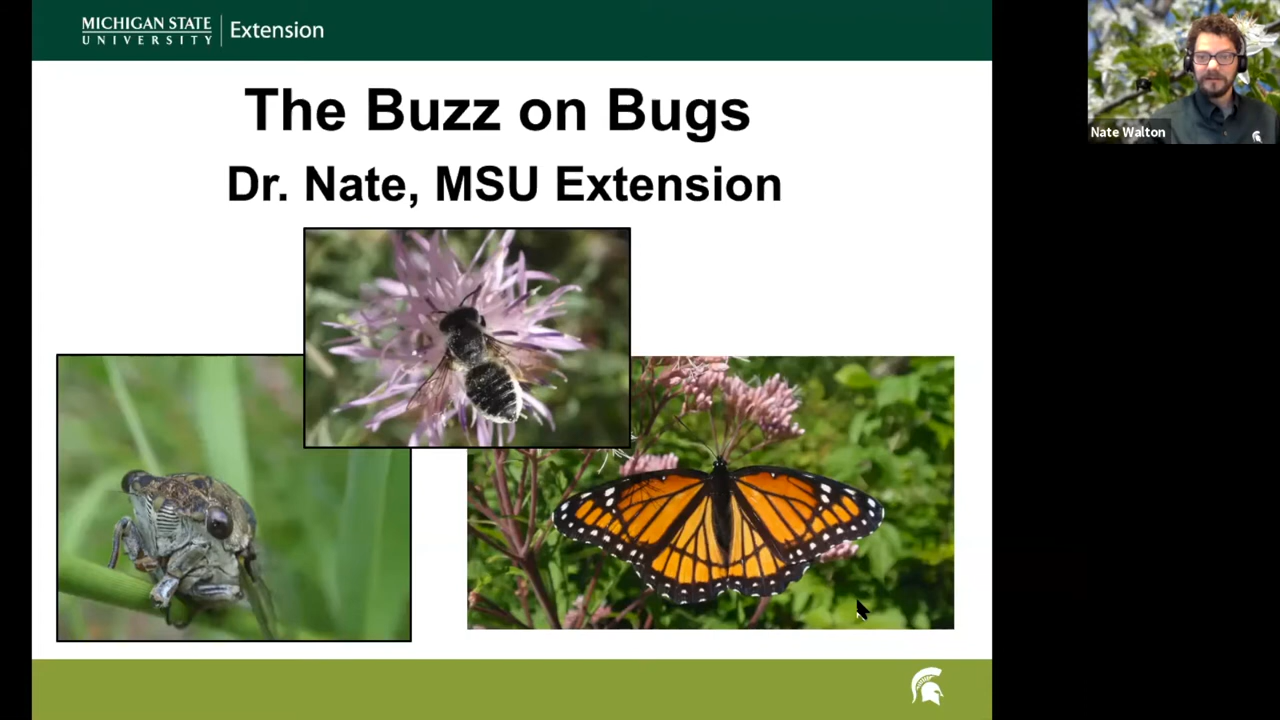 MICHIGAN STATE
UNIVERSITY
Extension
The Buzz on Bugs
Dr. Nate, MSU Extension
Nate Walton